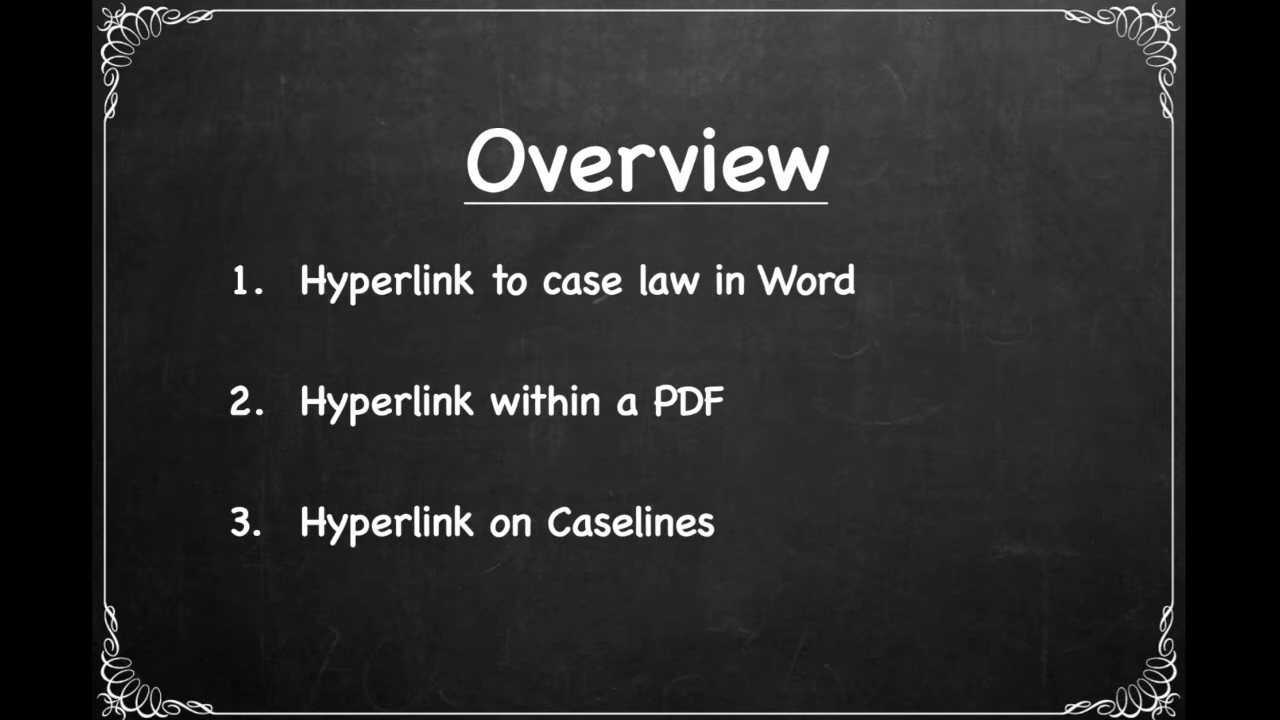 Overview
1. Hyperlink to case law in Word
2. Hyperlink within a PDF
3. Hyperlink on Caselines